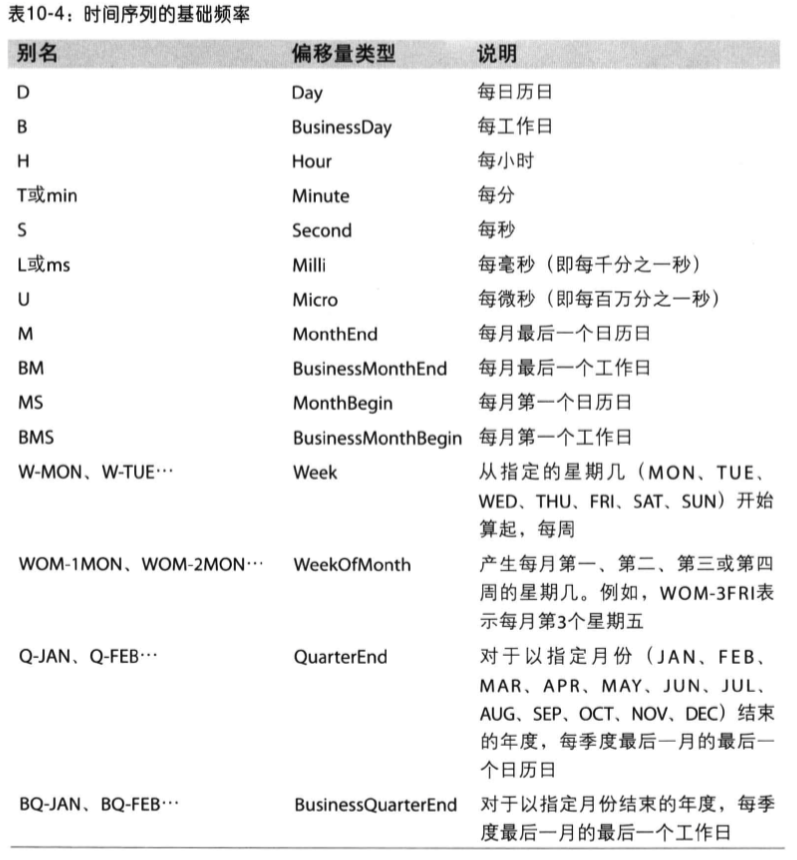 表10-4：时间序列的基础频率
别名 偏移量类型 说明
D Day 每日历日
B BusinessDay 每工作日
H Hour 每小时
T或min Minute 每分
S Second 每秒
L或ms Milli 每毫秒（即每千分之一秒）
U Micro 每微秒（即每百万分之一秒）
M MonthEnd 每月最后一个日历日
BM BusinessMonthEnd 每月最后一个工作日
MS MonthBegin 每月第一个日历日
BMS BusinessMonthBegin 每月第一个工作日
W-MON、W-TUE… Week 从指定的星期几（MON、TUE、
WED、THU、FRI、SAT、SUN）开始
算起，每周
WOM-1MON、WOM-2MON… WeekOfMonth 产生每月第一、第二、第三或第四
周的星期几。例如，WOM-3FRI表
示每月第3个星期五
Q-JAN、Q-FEB… QuarterEnd 对于以指定月份（JAN、FEB、
MAR、APR、MAY、JUN、JUL、
AUG、SEP、OCT、NOV、DEC）结束
的年度，每季度最后一月的最后一
个日历日
BQ-JAN、BQ-FEB… BusinessQuarterEnd 对于以指定月份结束的年度，每季
度最后一月的最后一个工作日